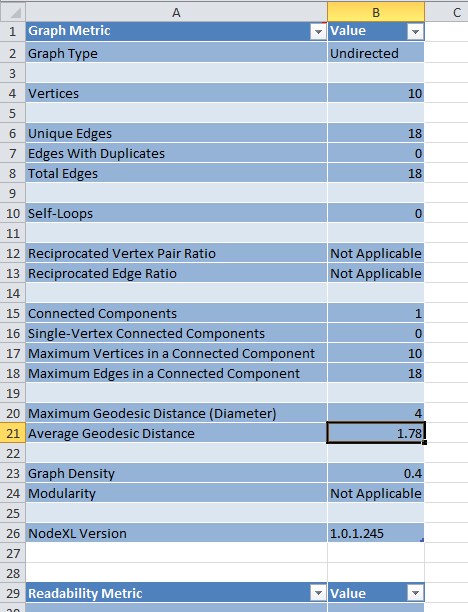 A B C
1 Graph Metric Value
2 Graph Type Undirected
3
4 Vertices 10
5
6 Unique Edges 18
7 Edges With Duplicates 0
8 Total Edges 18
9
10 Self-Loops 0
11
12 Reciprocated Vertex Pair Ratio Not Applicable
13 Reciprocated Edge Ratio Not Applicable
14
15 Connected Components 1
16 Single-Vertex Connected Components 0
17 Maximum Vertices in a Connected Component 10
18 Maximum Edges in a Connected Component 18
19
20 Maximum Geodesic Distance (Diameter) 4
21 Average Geodesic Distance 1.78
22
23 Graph Density 0.4
24 Modularity Not Applicable
25
26 NodeXL Version 1.0.1.245
27
28
29 Readability Metric Value